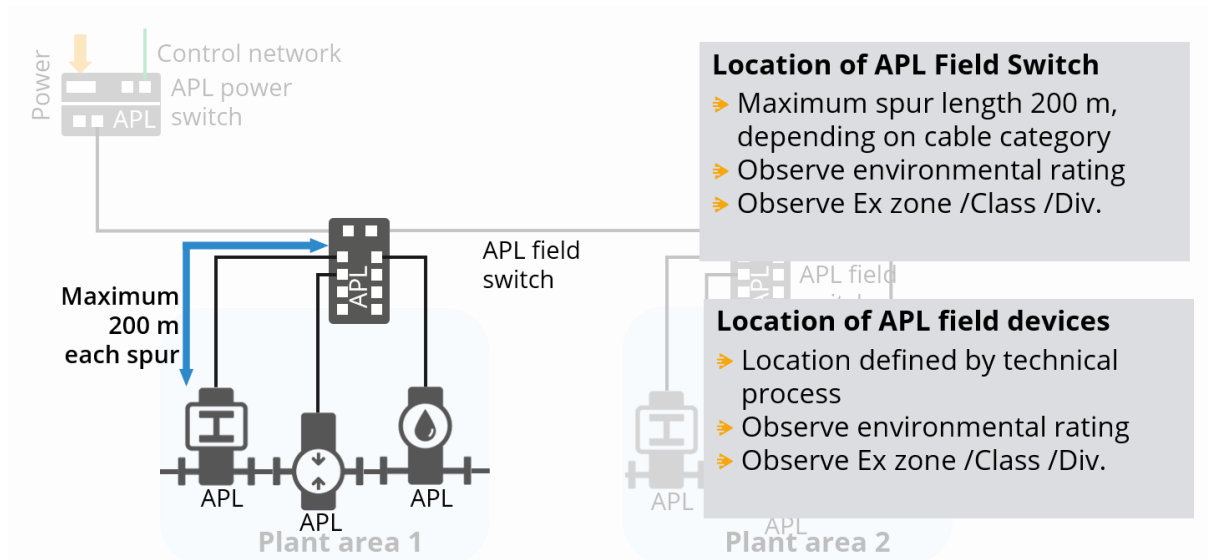 Power
Control network
APL power
switch
APL
Location of APL Field Switch
Maximum spur length 200 m,
depending on cable category
Observe environmental rating
Observe Ex zone /Class /Div.
APL
APL field
switch
Maximum
200 m
each spur
APL
APL
APL
Plant area 1
APL
APL field
Location of APL field devices
Location defined by technical
process
Observe environmental rating
Observe Ex zone /Class /Div.
APL
APL
Plant area 2